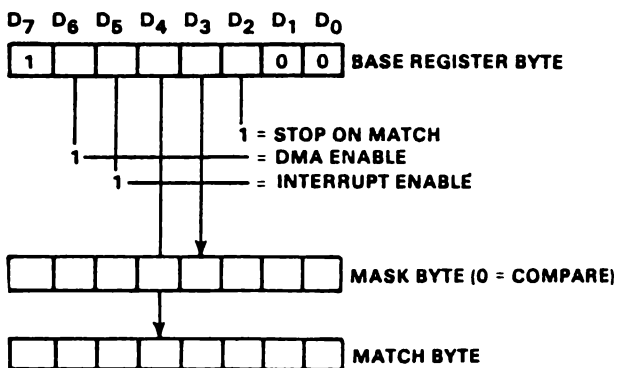 D7 D6 D5 D4 D3 D2 D1 D0
1 0 0 BASE REGISTER BYTE
1 = STOP ON MATCH
1 = DMA ENABLE
1 = INTERRUPT ENABLE
MASK BYTE (0 = COMPARE)
MATCH BYTE